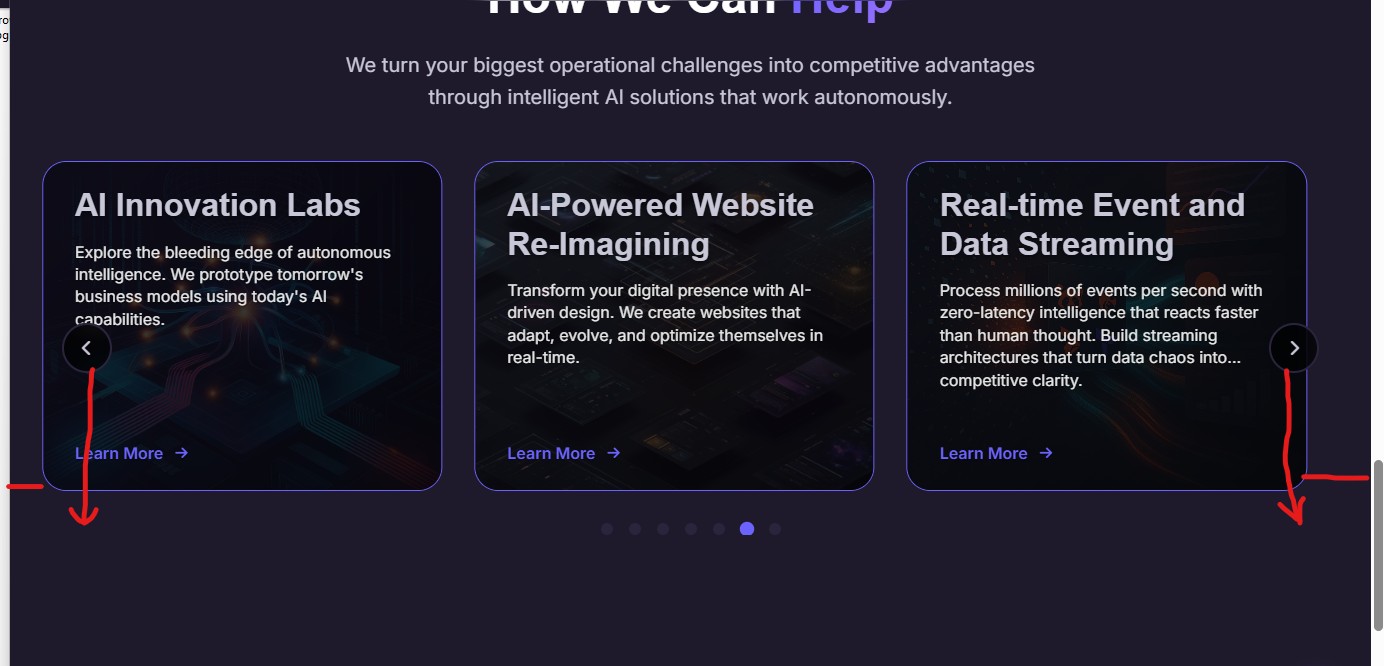 How We Can Help
We turn your biggest operational challenges into competitive advantages
through intelligent AI solutions that work autonomously.
AI Innovation Labs
Explore the bleeding edge of autonomous
intelligence. We prototype tomorrow's
business models using today's AI
capabilities.
Learn More
AI-Powered Website
Re-Imagining
Transform your digital presence with AI-
driven design. We create websites that
adapt, evolve, and optimize themselves in
real-time.
Learn More
Real-time Event and
Data Streaming
Process millions of events per second with
zero-latency intelligence that reacts faster
than human thought. Build streaming
architectures that turn data chaos into...
competitive clarity.
Learn More